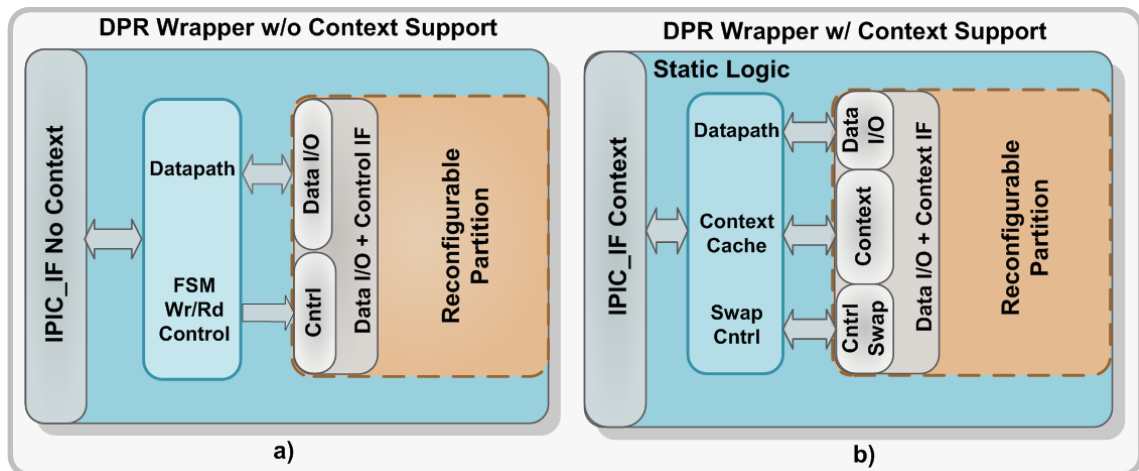 DPR Wrapper w/o Context Support
IPIC_IF No Context
Datapath
FSM
Wr/Rd
Control
Data I/O
Cntrl
Data I/O + Control IF
Reconfigurable
Partition
a)
DPR Wrapper w/ Context Support
Static Logic
IPIC_IF Context
Datapath
Context
Cache
Swap
Cntrl
Data
I/O
Context
Cntrl
Swap
Data I/O + Context IF
Reconfigurable
Partition
b)